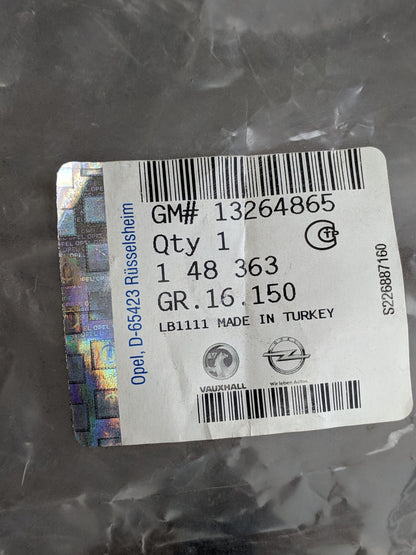 Opel, D-65423 Rüsselsheim
GM# 13264865
Qty 1
1 48 363
GR.16.150
LB1111 MADE IN TURKEY
VAUXHALL
Wir leben Autos.
S226887160